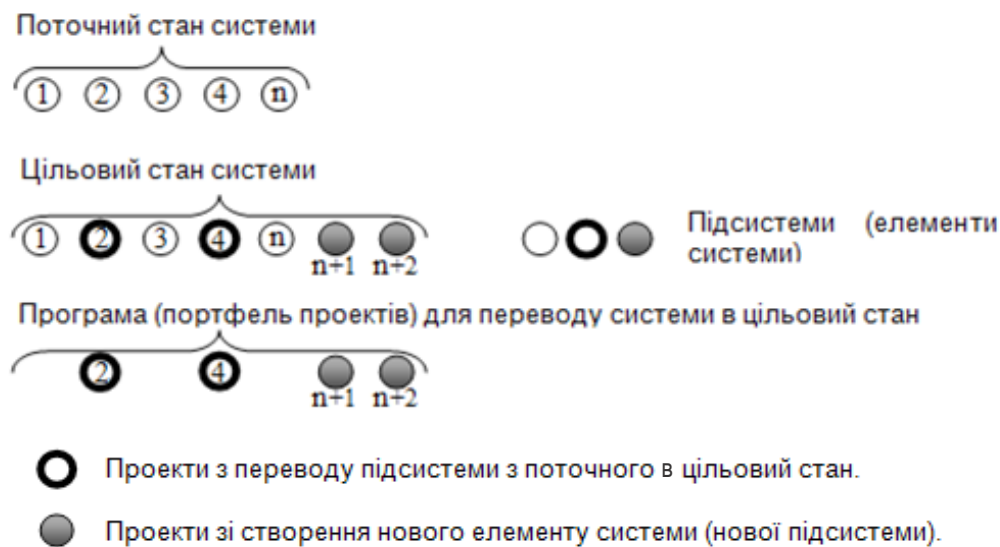 Поточний стан системи
1 2 3 4 n
Цільовий стан системи
1 2 3 4 n
n+1 n+2
Підсистеми (елементи
системи)
Програма (портфель проектів) для переводу системи в цільовий стан
2 4
n+1 n+2
Проекти з переводу підсистеми з поточного в цільовий стан.
Проекти зі створення нового елементу системи (нової підсистеми).